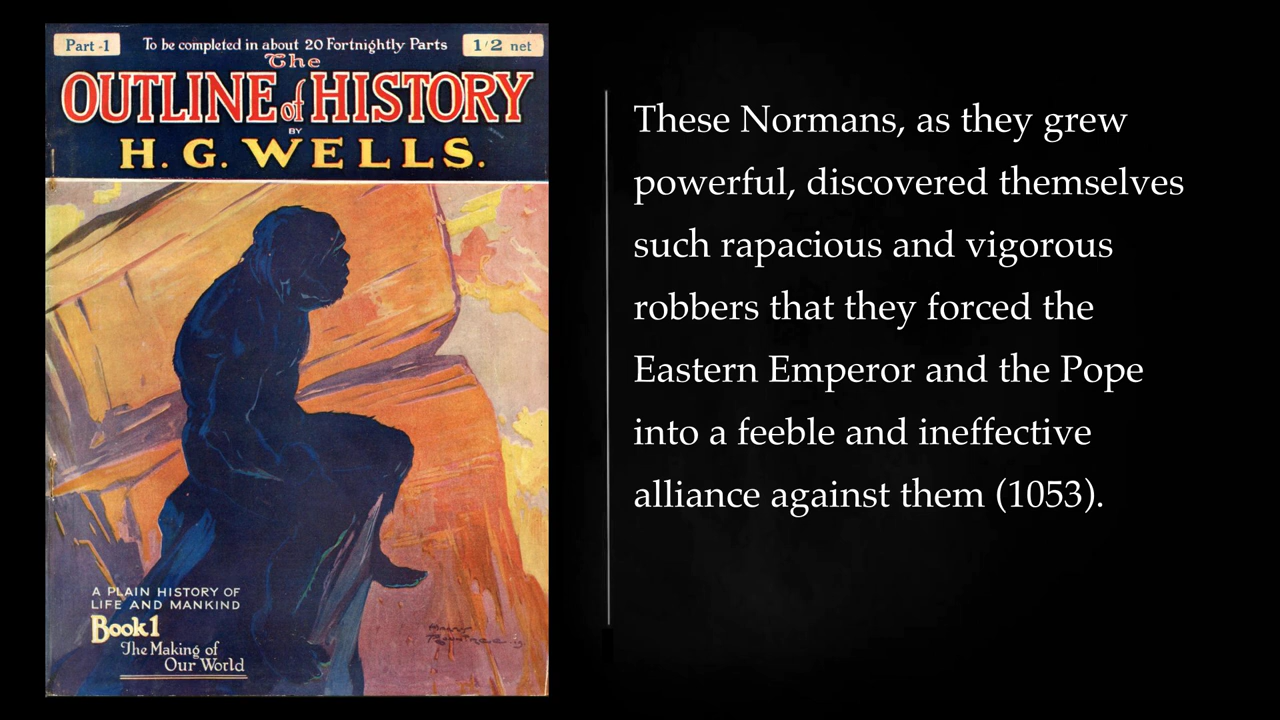 Part -1
To be completed in about 20 Fortnightly Parts
1/2 net
The
OUTLINE of HISTORY
BY
H. G. WELLS.
A PLAIN HISTORY OF
LIFE AND MANKIND
Book 1
The Making of
Our World
These Normans, as they grew
powerful, discovered themselves
such rapacious and vigorous
robbers that they forced the
Eastern Emperor and the Pope
into a feeble and ineffective
alliance against them (1053).